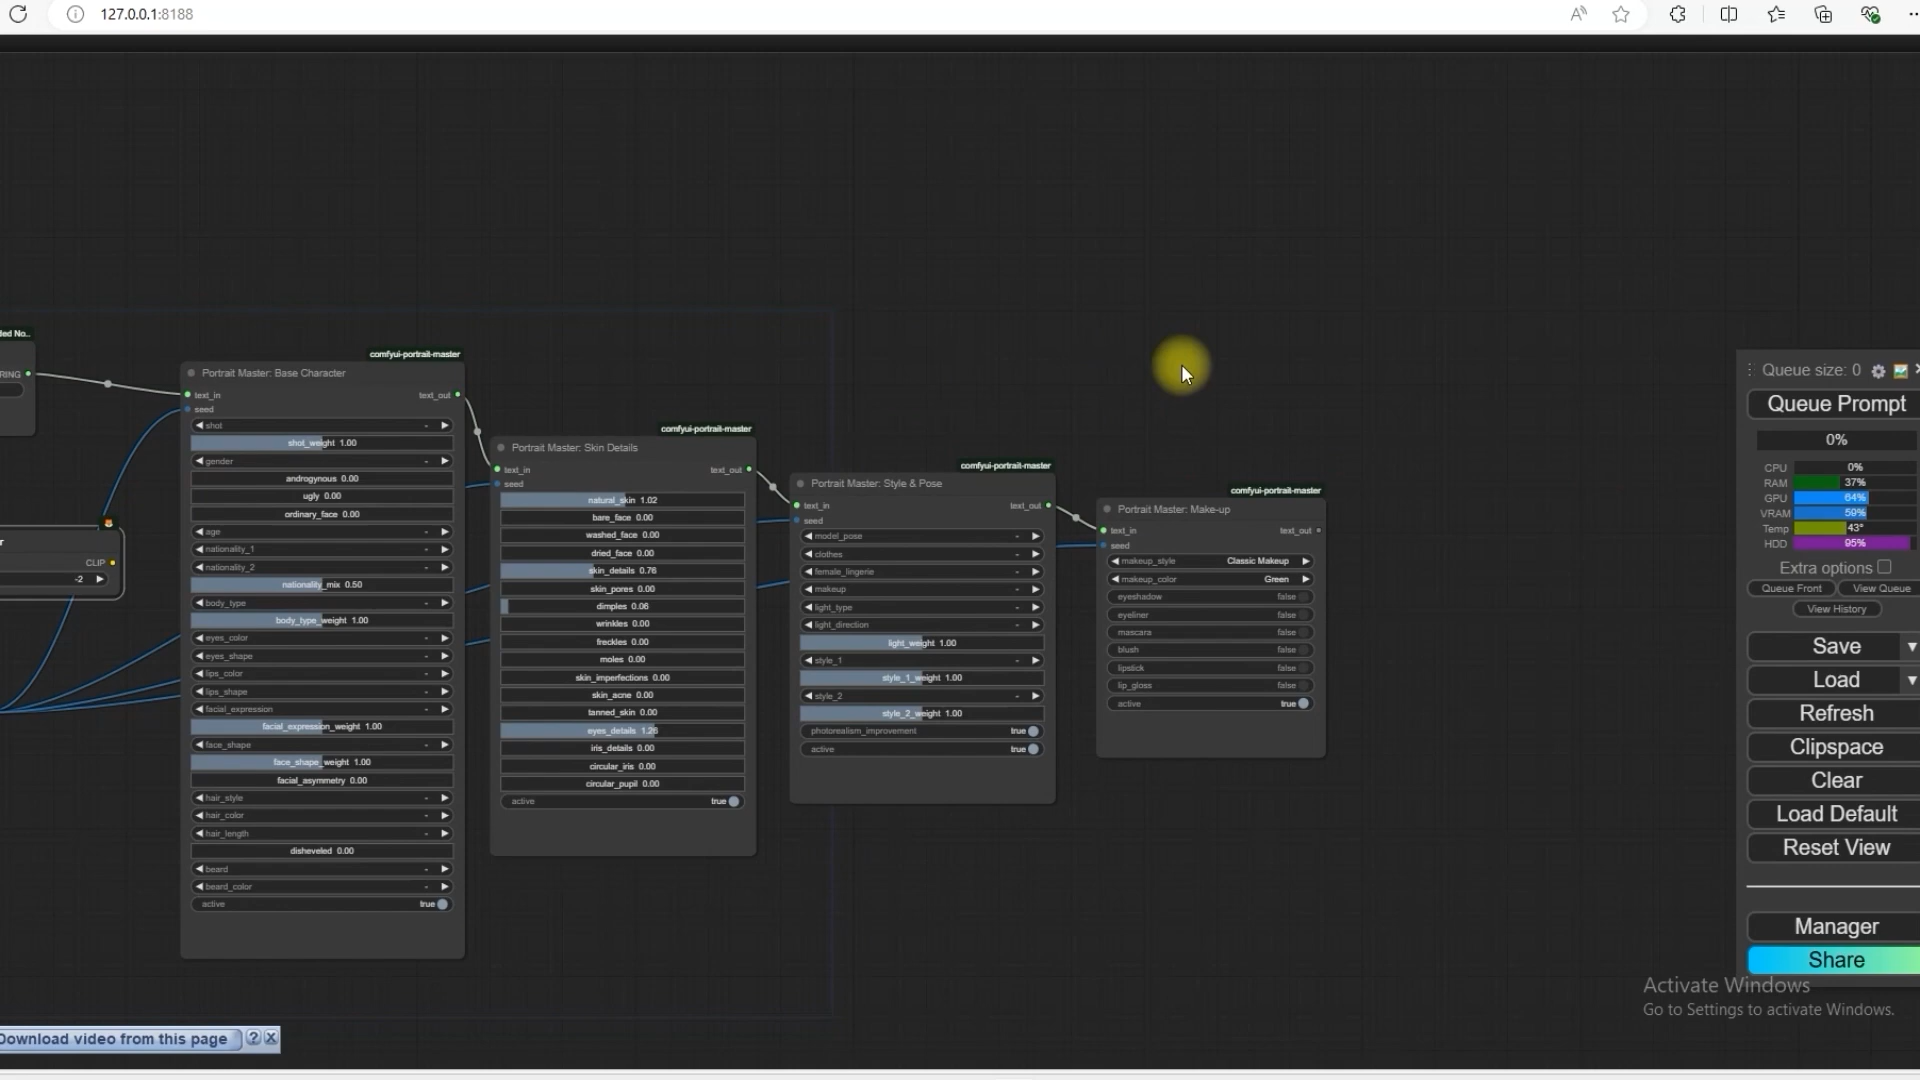 127.0.0.1:8188
ded No..
RING
CLIP
-2
comfyui-portrait-master
Portrait Master: Base Character
text_in
text_out
seed
shot -
shot_weight 1.00
gender -
androgynous 0.00
ugly 0.00
ordinary_face 0.00
age -
nationality_1 -
nationality_2 -
nationality_mix 0.50
body_type -
body_type_weight 1.00
eyes_color -
eyes_shape -
lips_color -
lips_shape -
facial_expression -
facial_expression_weight 1.00
face_shape -
face_shape_weight 1.00
facial_asymmetry 0.00
hair_style -
hair_color -
hair_length -
disheveled 0.00
beard -
beard_color -
active true
comfyui-portrait-master
Portrait Master: Skin Details
text_in
text_out
seed
natural_skin 1.02
bare_face 0.00
washed_face 0.00
dried_face 0.00
skin_details 0.76
skin_pores 0.00
dimples 0.06
wrinkles 0.00
freckles 0.00
moles 0.00
skin_imperfections 0.00
skin_acne 0.00
tanned_skin 0.00
eyes_details 1.26
iris_details 0.00
circular_iris 0.00
circular_pupil 0.00
active true
comfyui-portrait-master
Portrait Master: Style & Pose
text_in
text_out
seed
model_pose -
clothes -
female_lingerie -
makeup -
light_type -
light_direction -
light_weight 1.00
style_1 -
style_1_weight 1.00
style_2 -
style_2_weight 1.00
photorealism_improvement true
active true
comfyui-portrait-master
Portrait Master: Make-up
text_in
text_out
seed
makeup_style Classic Makeup
makeup_color Green
eyeshadow false
eyeliner false
mascara false
blush false
lipstick false
lip_gloss false
active true
Queue size: 0
Queue Prompt
0%
CPU 0%
RAM 37%
GPU 64%
VRAM 59%
Temp 43°
HDD 95%
Extra options
Queue Front
View Queue
View History
Save
Load
Refresh
Clipspace
Clear
Load Default
Reset View
Manager
Share
Activate Windows
Go to Settings to activate Windows.
Download video from this page